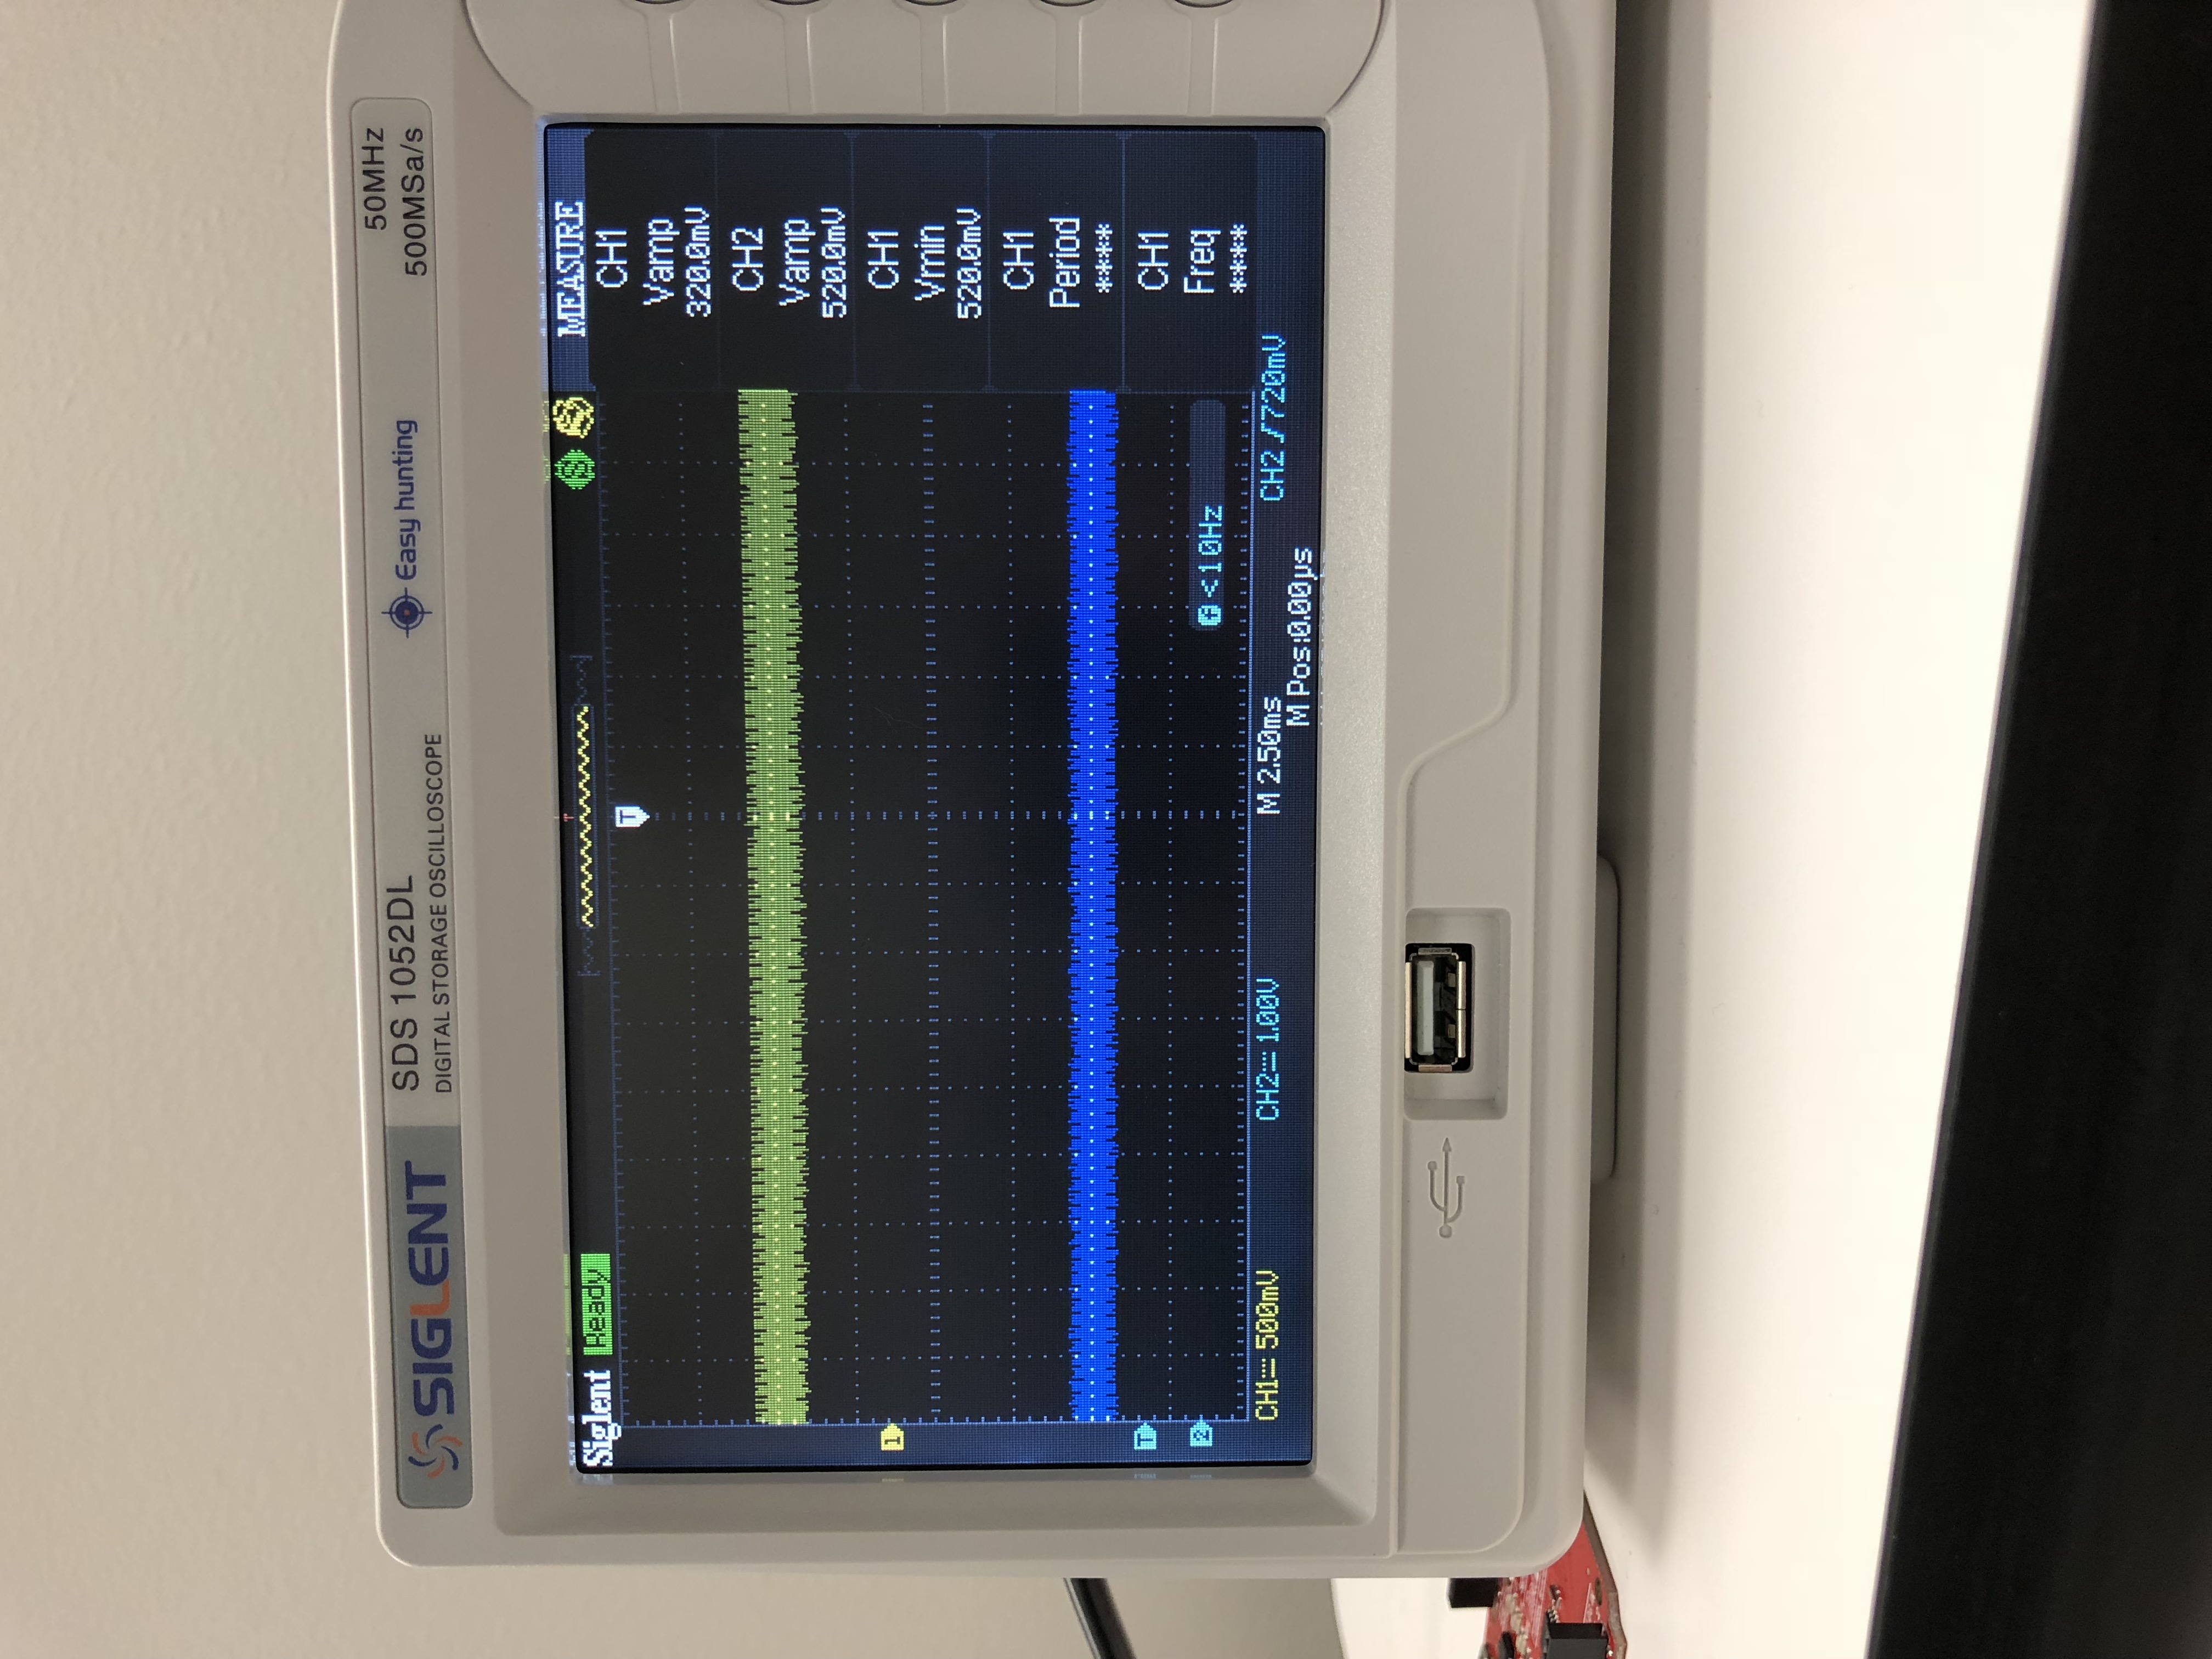 SIGLENT
SDS 1052DL
DIGITAL STORAGE OSCILLOSCOPE
Easy hunting
50MHz
500MSa/s
Siglent Ready
T
T
MEASURE
CH1
Vamp
320.0mV
CH2
Vamp
520.0mV
CH1
Vmin
520.0mV
CH1
Period
****
CH1
Freq
****
1
T
2
<10Hz
CH1 500mV CH2 1.00V M 2.50ms CH2 720mV
M Pos:0.00µs